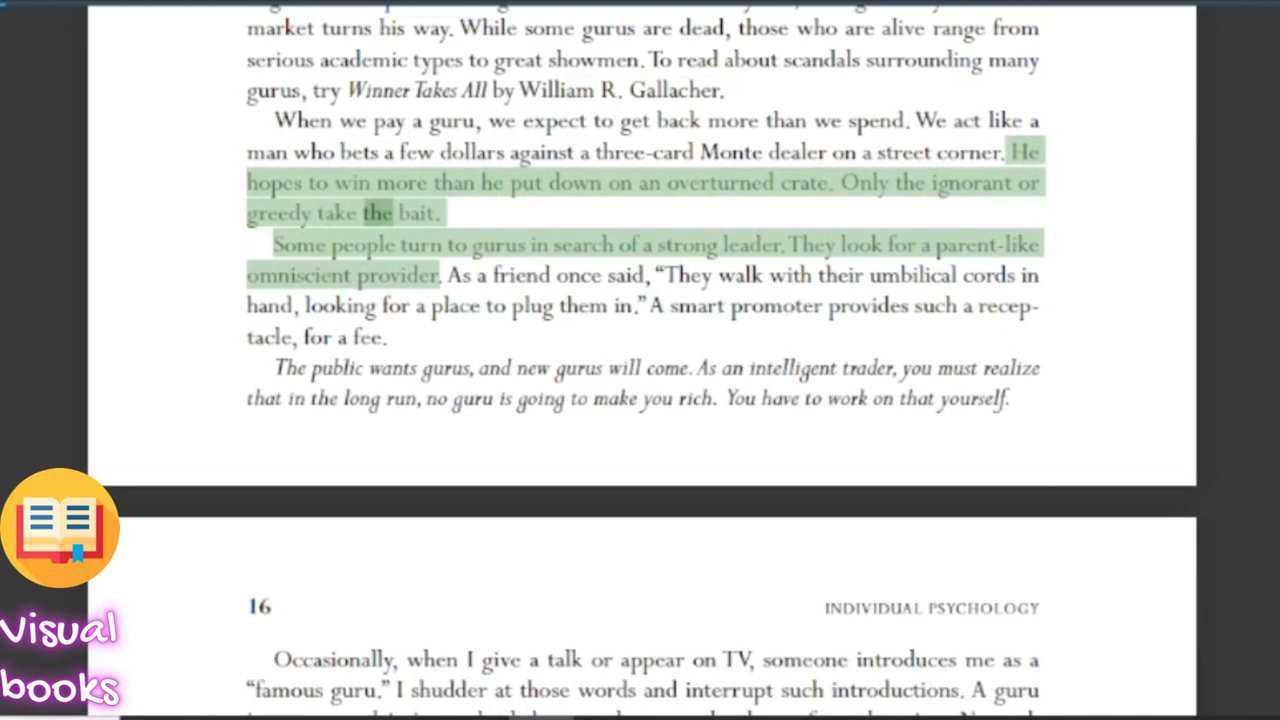 market turns his way. While some gurus are dead, those who are alive range from
serious academic types to great showmen. To read about scandals surrounding many
gurus, try Winner Takes All by William R. Gallacher.
When we pay a guru, we expect to get back more than we spend. We act like a
man who bets a few dollars against a three-card Monte dealer on a street corner. He
hopes to win more than he put down on an overturned crate. Only the ignorant or
greedy take the bait.
Some people turn to gurus in search of a strong leader. They look for a parent-like
omniscient provider. As a friend once said, “They walk with their umbilical cords in
hand, looking for a place to plug them in.” A smart promoter provides such a recep-
tacle, for a fee.
The public wants gurus, and new gurus will come. As an intelligent trader, you must realize
that in the long run, no guru is going to make you rich. You have to work on that yourself.
16 INDIVIDUAL PSYCHOLOGY
Occasionally, when I give a talk or appear on TV, someone introduces me as a
“famous guru.” I shudder at those words and interrupt such introductions. A guru
Visual
books